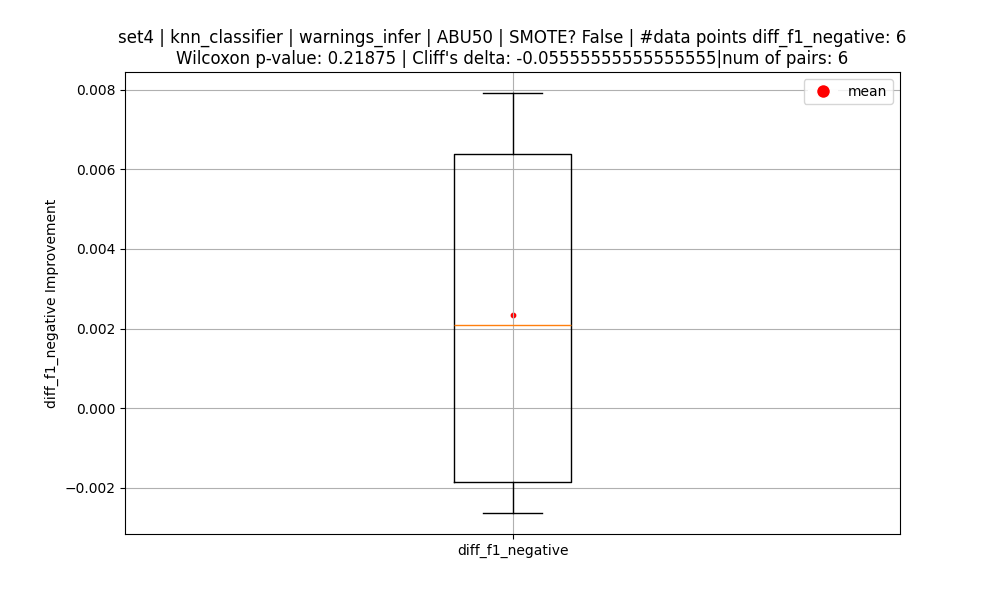 set4 | knn_classifier | warnings_infer | ABU50 | SMOTE? False | #data points diff_f1_negative: 6
Wilcoxon p-value: 0.21875 | Cliff's delta: -0.05555555555555555|num of pairs: 6
mean
0.008
0.006
0.004
0.002
0.000
−0.002
diff_f1_negative Improvement
diff_f1_negative